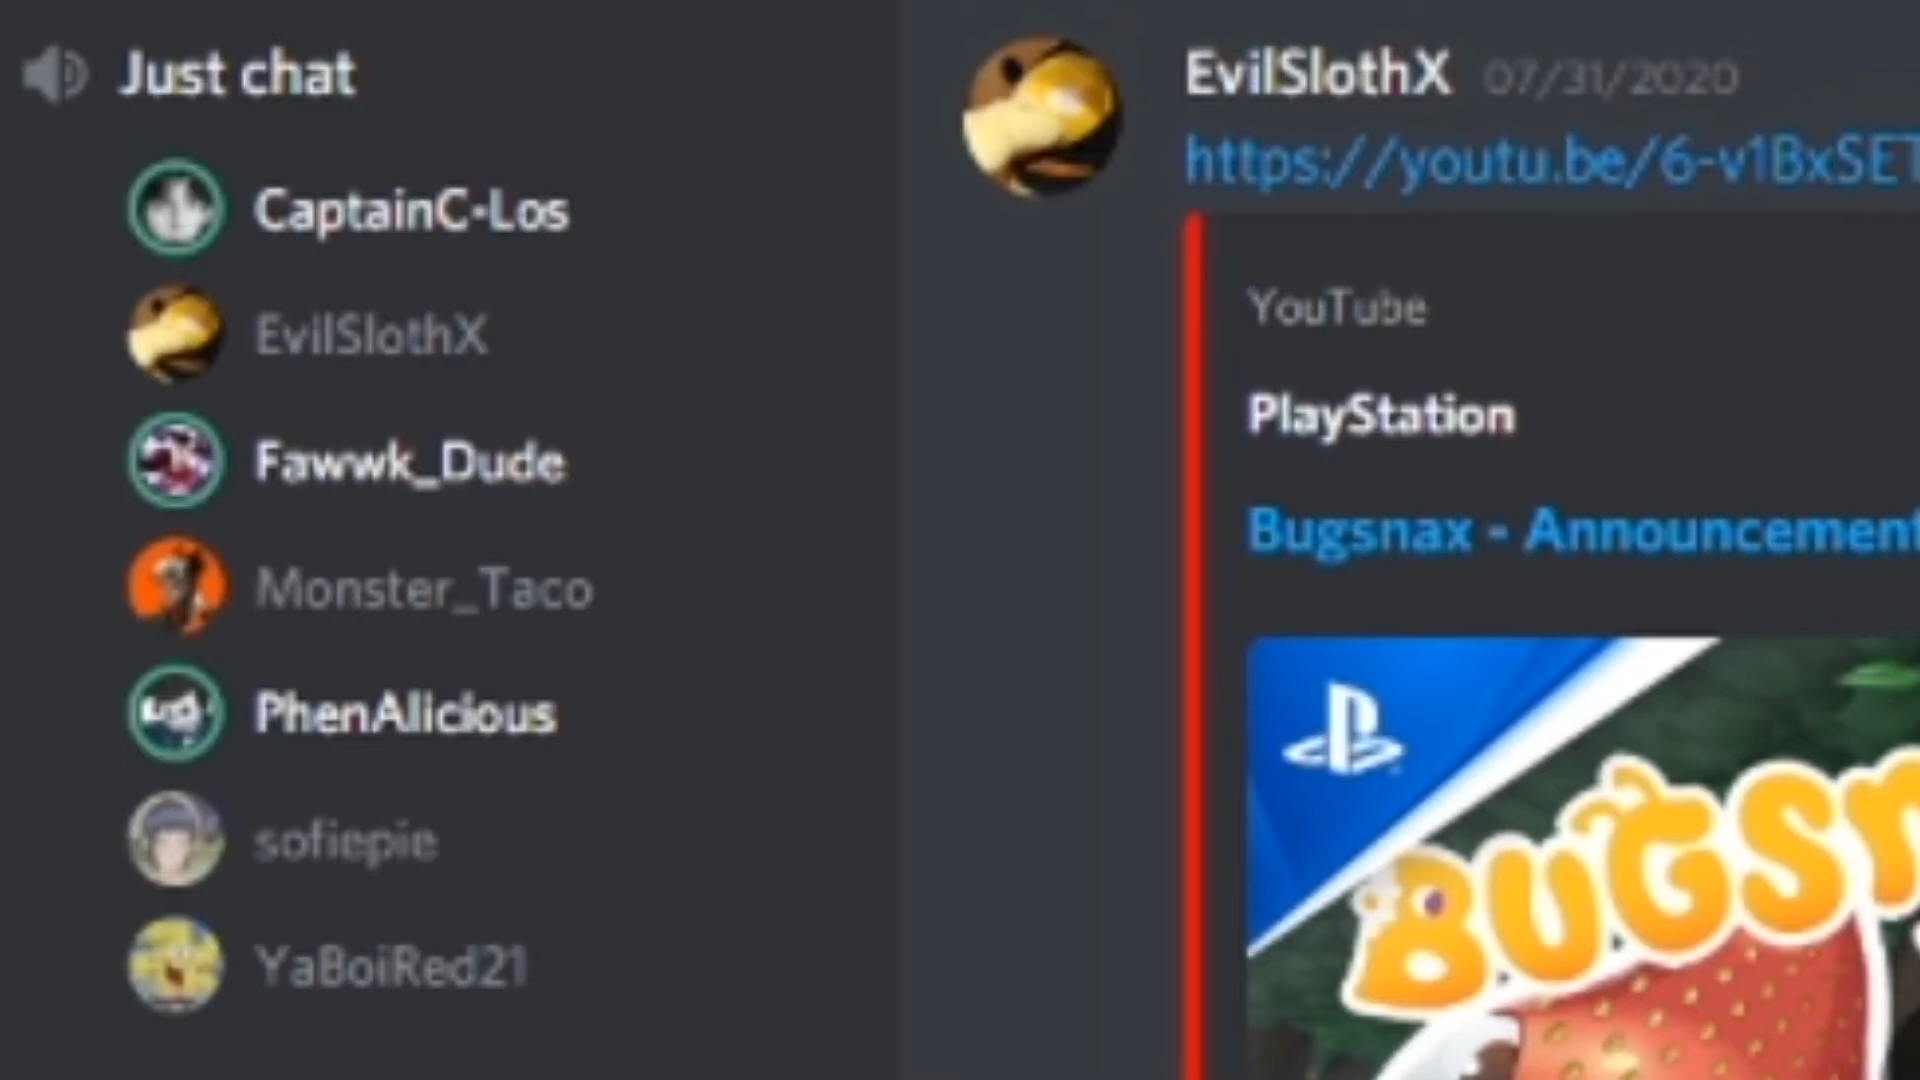 Just chat
CaptainC-Los
EvilSlothX
Fawwk_Dude
Monster_Taco
PhenAlicious
sofiepie
YaBoiRed21
EvilSlothX 07/31/2020
https://youtu.be/6-v1BxSET
YouTube
PlayStation
Bugsnax - Announcement
BUGSn